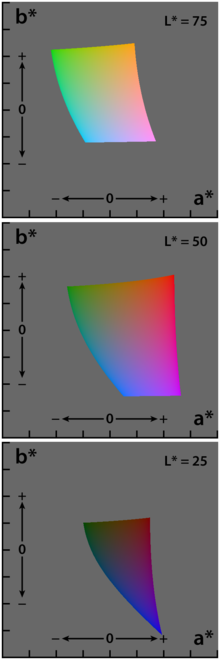 b*
L* = 75
+
0
−
− 0 +
a*
b*
L* = 50
+
0
−
− 0 +
a*
b*
L* = 25
+
0
−
− 0 +
a*